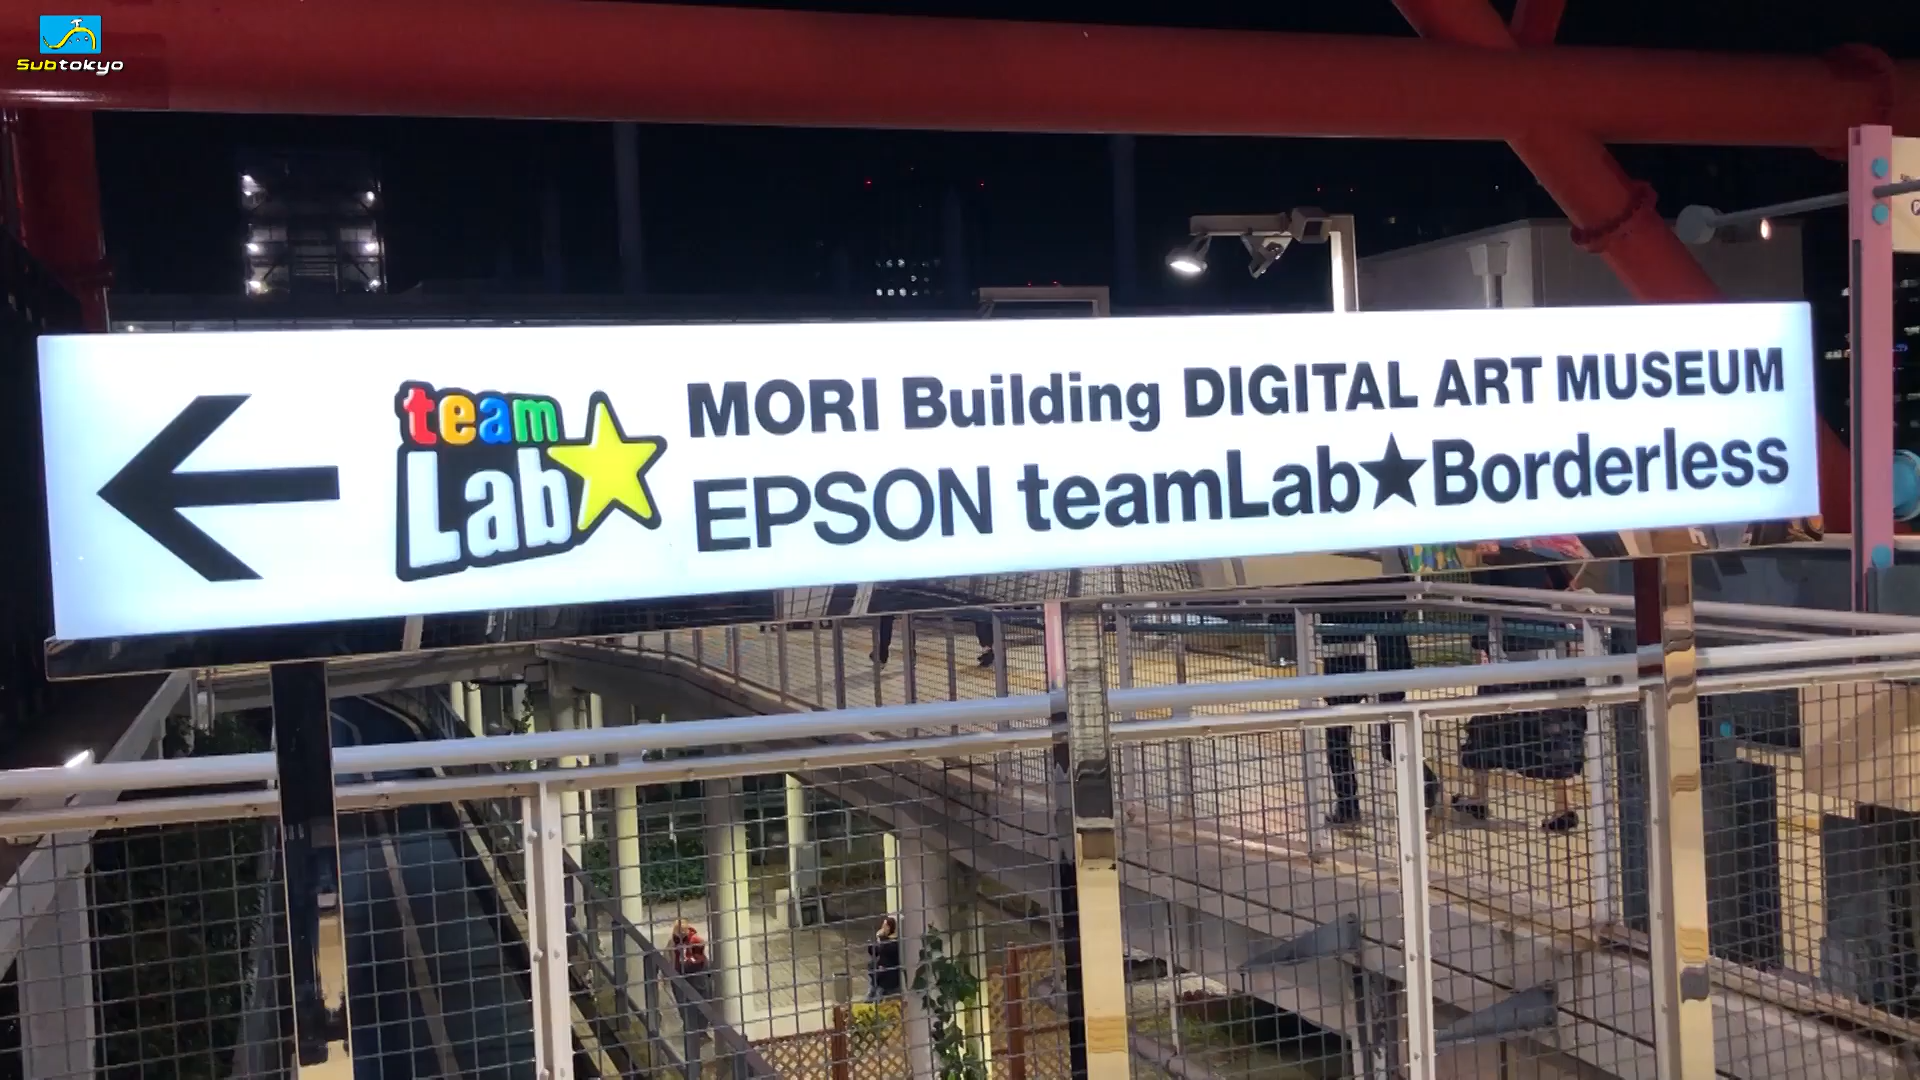 Subtokyo
team
Lab★
MORI Building DIGITAL ART MUSEUM
EPSON teamLab★Borderless